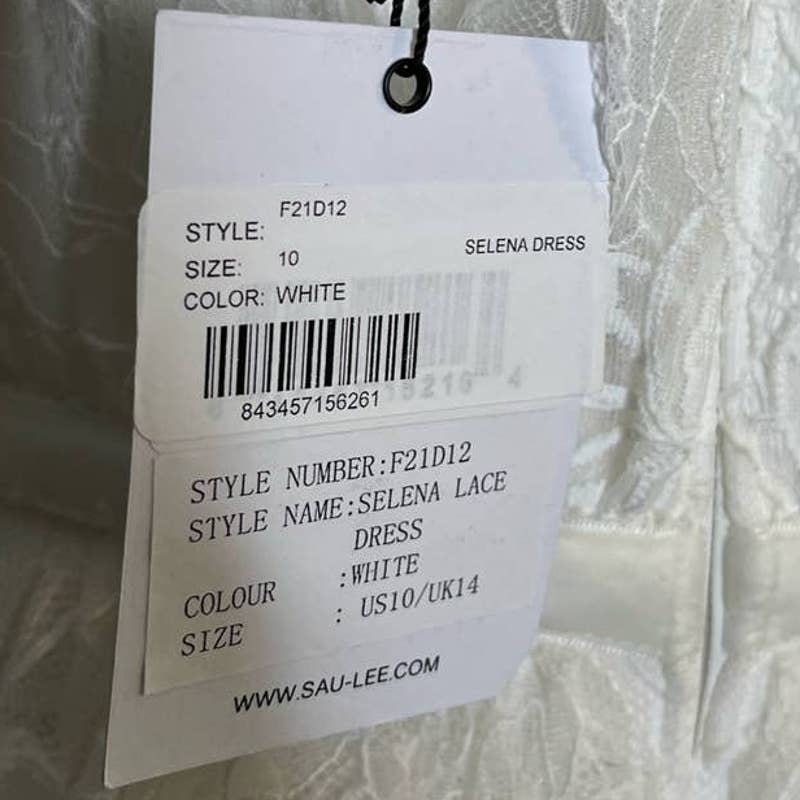 STYLE: F21D12
SIZE: 10 SELENA DRESS
COLOR: WHITE
843457156261
STYLE NUMBER:F21D12
STYLE NAME:SELENA LACE
DRESS
COLOUR :WHITE
SIZE : US10/UK14
WWW.SAU-LEE.COM